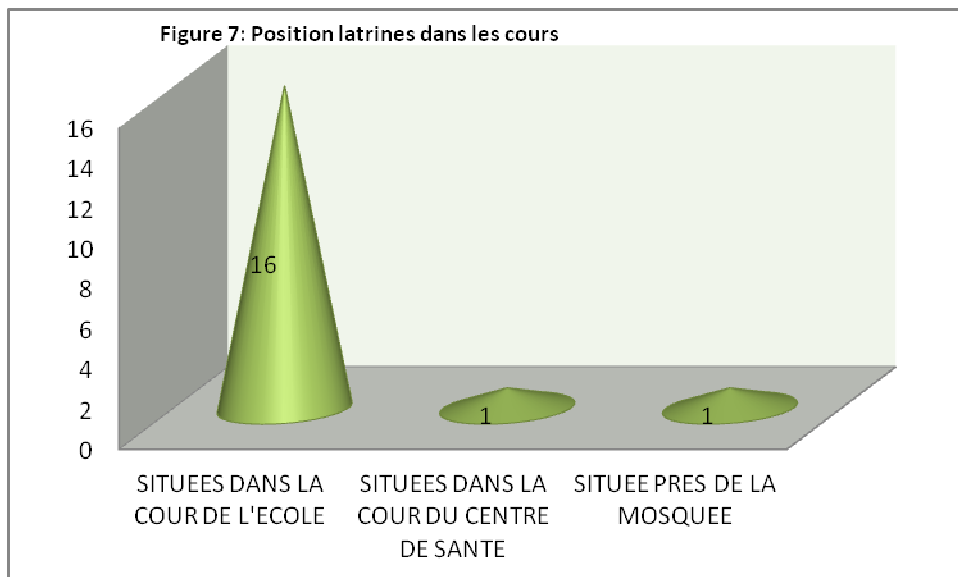 Figure 7: Position latrines dans les cours
16
14
12
10
8
6
4
2
0
16
1
1
SITUEES DANS LA
COUR DE L'ECOLE
SITUEES DANS LA
COUR DU CENTRE
DE SANTE
SITUEE PRES DE LA
MOSQUEE